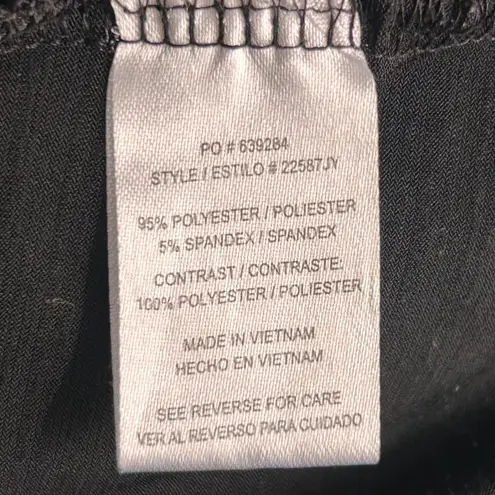 PO # 639284
STYLE / ESTILO # 22587JY
95% POLYESTER / POLIESTER
5% SPANDEX / SPANDEX
CONTRAST / CONTRASTE:
100% POLYESTER / POLIESTER
MADE IN VIETNAM
HECHO EN VIETNAM
SEE REVERSE FOR CARE
VER AL REVERSO PARA CUIDADO